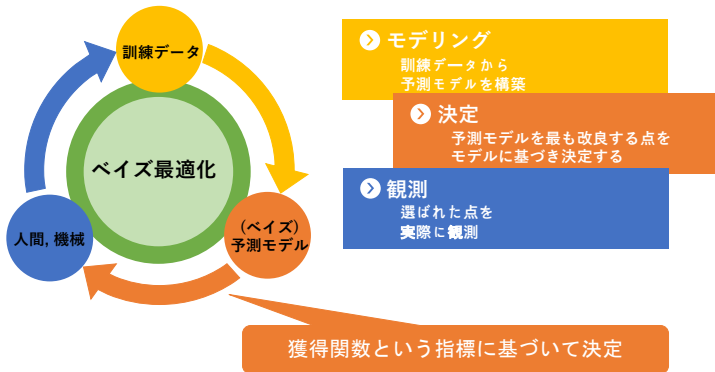 訓練データ
ベイズ最適化
人間, 機械
(ベイズ)
予測モデル
モデリング
訓練データから
予測モデルを構築
決定
予測モデルを最も改良する点を
モデルに基づき決定する
観測
選ばれた点を
実際に観測
獲得関数という指標に基づいて決定